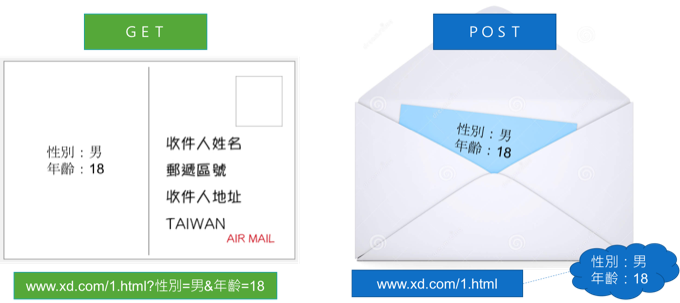 GET
性別：男
年齡：18
收件人姓名
郵遞區號
收件人地址
TAIWAN
AIR MAIL
www.xd.com/1.html?性別=男&年齡=18
POST
性別：男
年齡：18
www.xd.com/1.html
性別：男
年齡：18